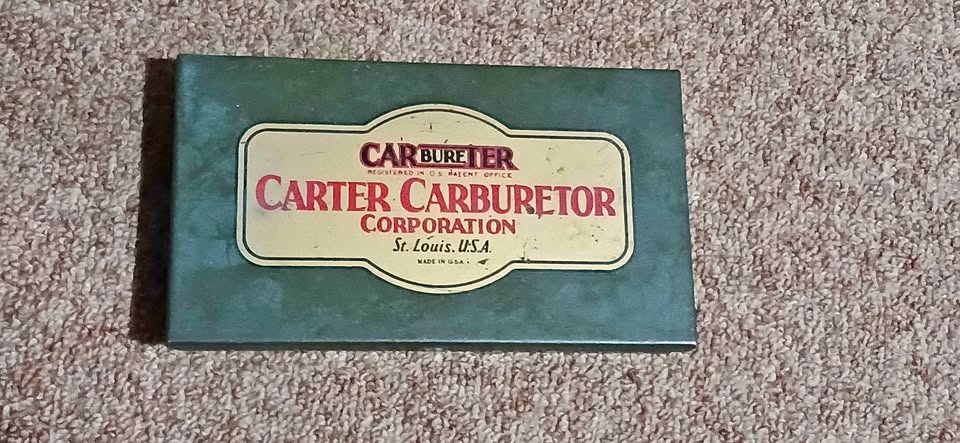 CARBURETER
REGISTERED IN U.S. PATENT OFFICE
CARTER CARBURETOR
CORPORATION
St. Louis, U.S.A.
MADE IN U.S.A.